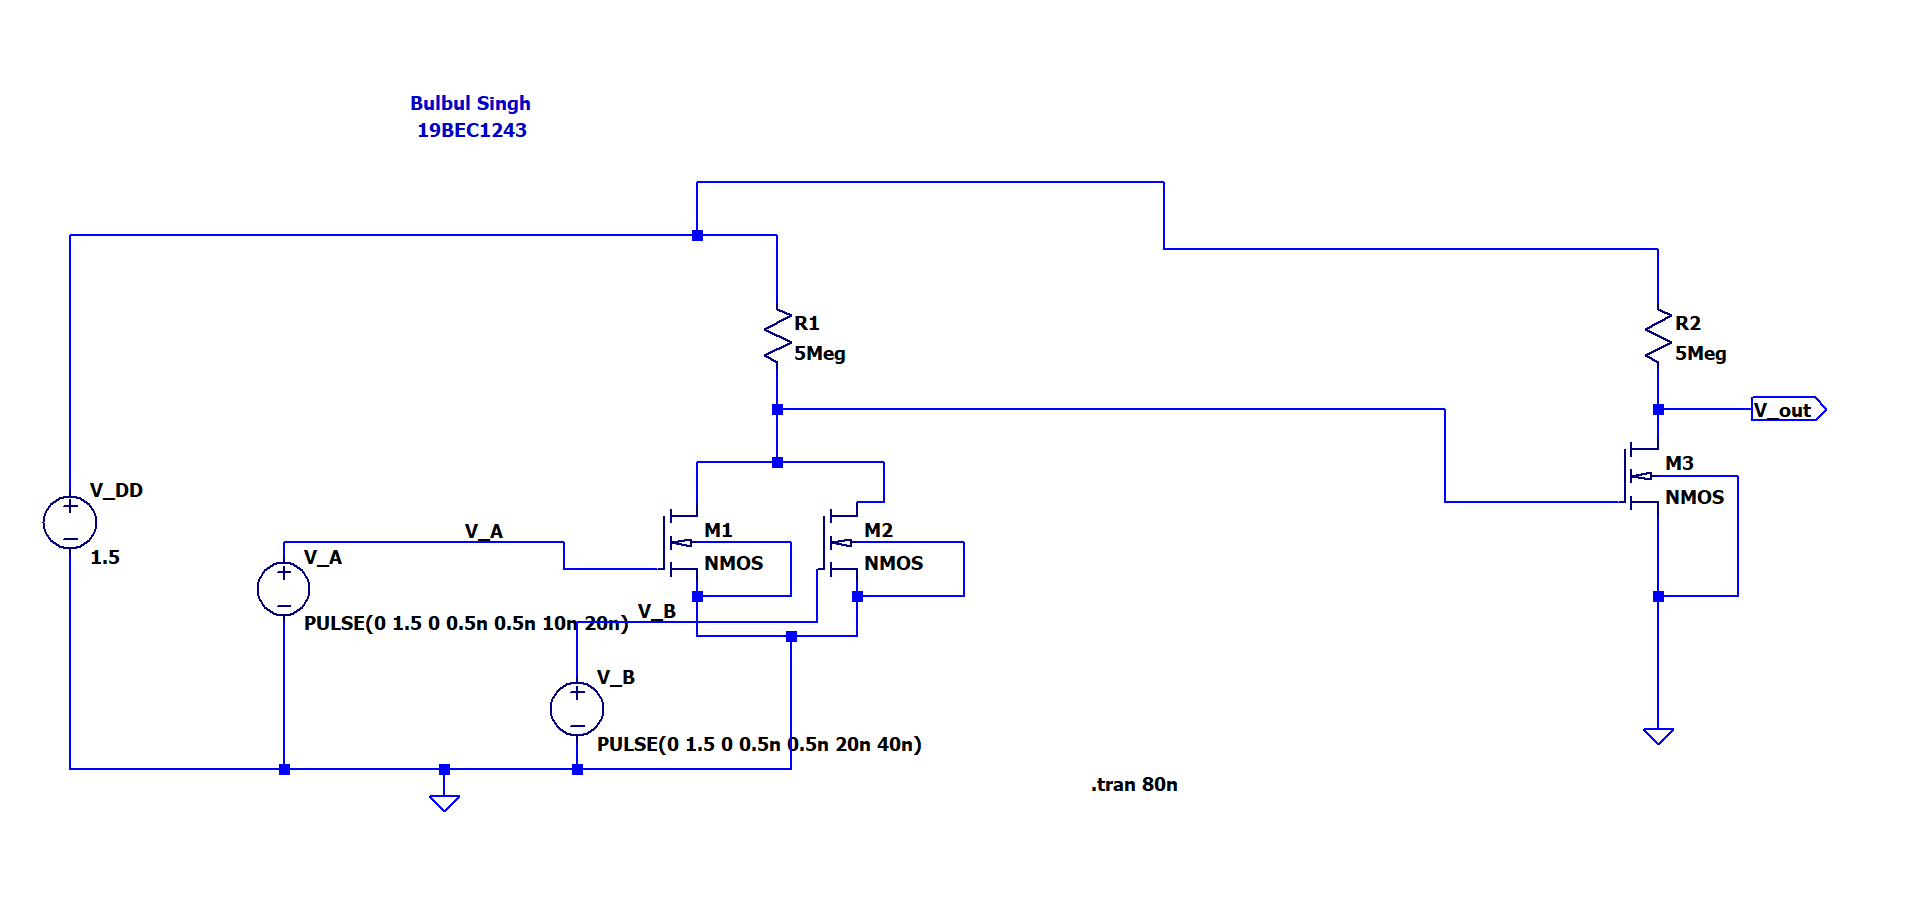 Bulbul Singh
19BEC1243
R1
5Meg
R2
5Meg
V_out
M3
NMOS
V_DD
1.5
V_A
V_A
M1
NMOS
M2
NMOS
V_B
PULSE(0 1.5 0 0.5n 0.5n 10n 20n)
V_B
PULSE(0 1.5 0 0.5n 0.5n 20n 40n)
.tran 80n